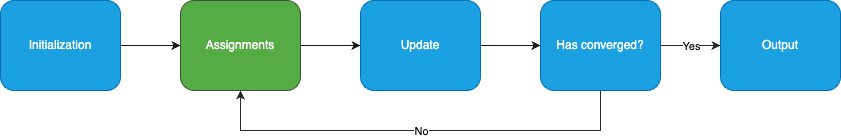 Initialization
Assignments
Update
Has converged?
Yes
Output
No